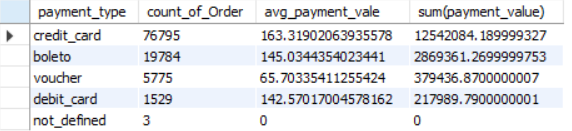 payment_type count_of_Order avg_payment_vale sum(payment_value)
credit_card 76795 163.31902063935578 12542084.189999327
boleto 19784 145.0344354023441 2869361.2699999753
voucher 5775 65.70335411255424 379436.8700000007
debit_card 1529 142.57017004578162 217989.7900000001
not_defined 3 0 0